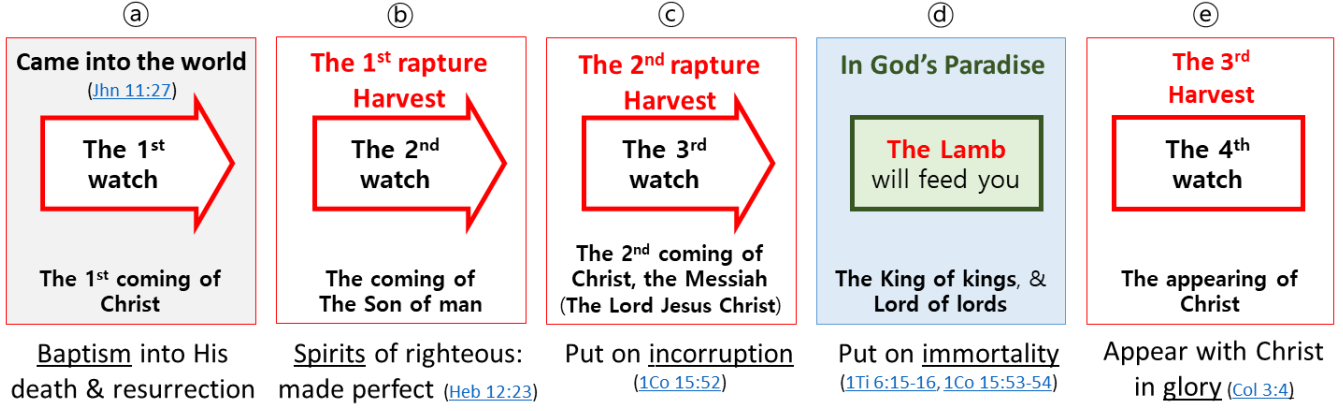 ⓐ
Came into the world
(Jhn 11:27)
The 1st
watch
The 1st coming of
Christ
Baptism into His
death & resurrection
ⓑ
The 1st rapture
Harvest
The 2nd
watch
The coming of
The Son of man
Spirits of righteous:
made perfect (Heb 12:23)
ⓒ
The 2nd rapture
Harvest
The 3rd
watch
The 2nd coming of
Christ, the Messiah
(The Lord Jesus Christ)
Put on incorruption
(1Co 15:52)
ⓓ
In God’s Paradise
The Lamb
will feed you
The King of kings, &
Lord of lords
Put on immortality
(1Ti 6:15-16, 1Co 15:53-54)
ⓔ
The 3rd
Harvest
The 4th
watch
The appearing of
Christ
Appear with Christ
in glory (Col 3:4)